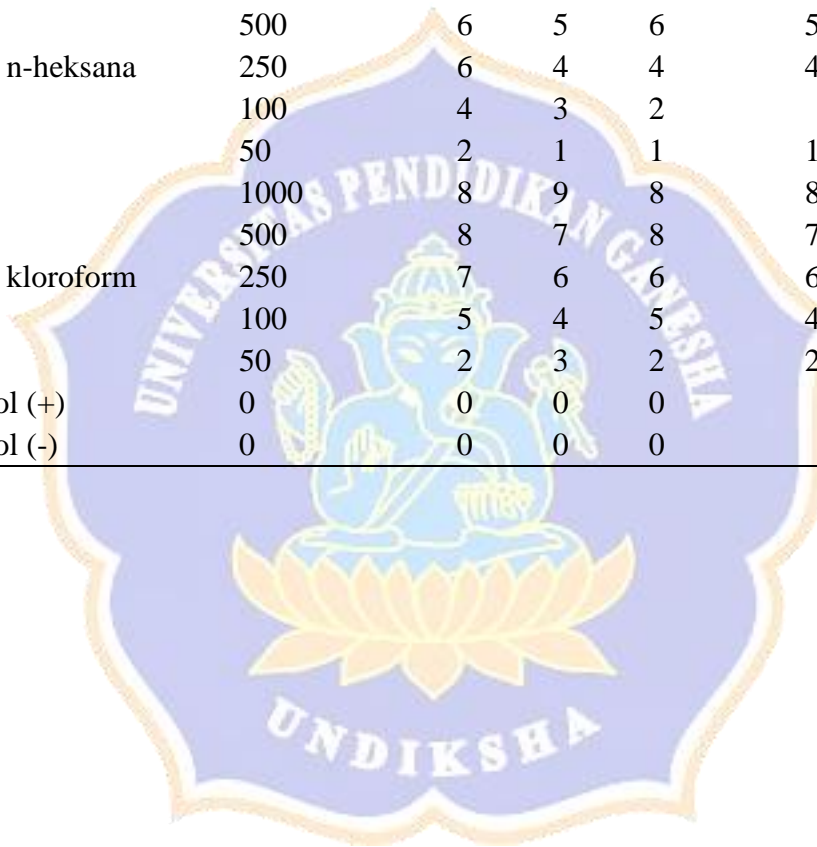 500 6 5 6 5
n-heksana 250 6 4 4 4
100 4 3 2
50 2 1 1 1
1000 8 9 8 8
500 8 7 8 7
kloroform 250 7 6 6 6
100 5 4 5 4
50 2 3 2 2
ol (+) 0 0 0 0
ol (-) 0 0 0 0
UNIVERSITAS PENDIDIKAN GANESHA
UNDIKSHA